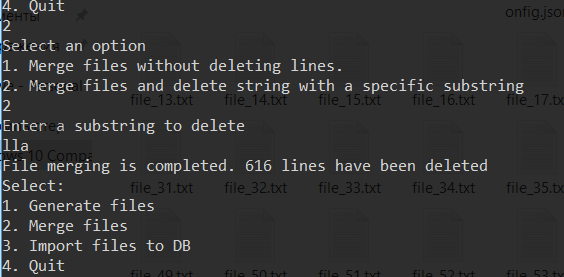 4. Quit
2
Select an option
1. Merge files without deleting lines.
2. Merge files and delete string with a specific substring
2
Enter a substring to delete
lla
File merging is completed. 616 lines have been deleted
Select:
1. Generate files
2. Merge files
3. Import files to DB
4. Quit
менты
onfig.json
file_13.txt
file_14.txt
file_15.txt
file_16.txt
file_17.txt
file_31.txt
file_32.txt
file_33.txt
file_34.txt
file_35.txt
file_49.txt
file_50.txt
file_51.txt
file_52.txt
file_53.txt